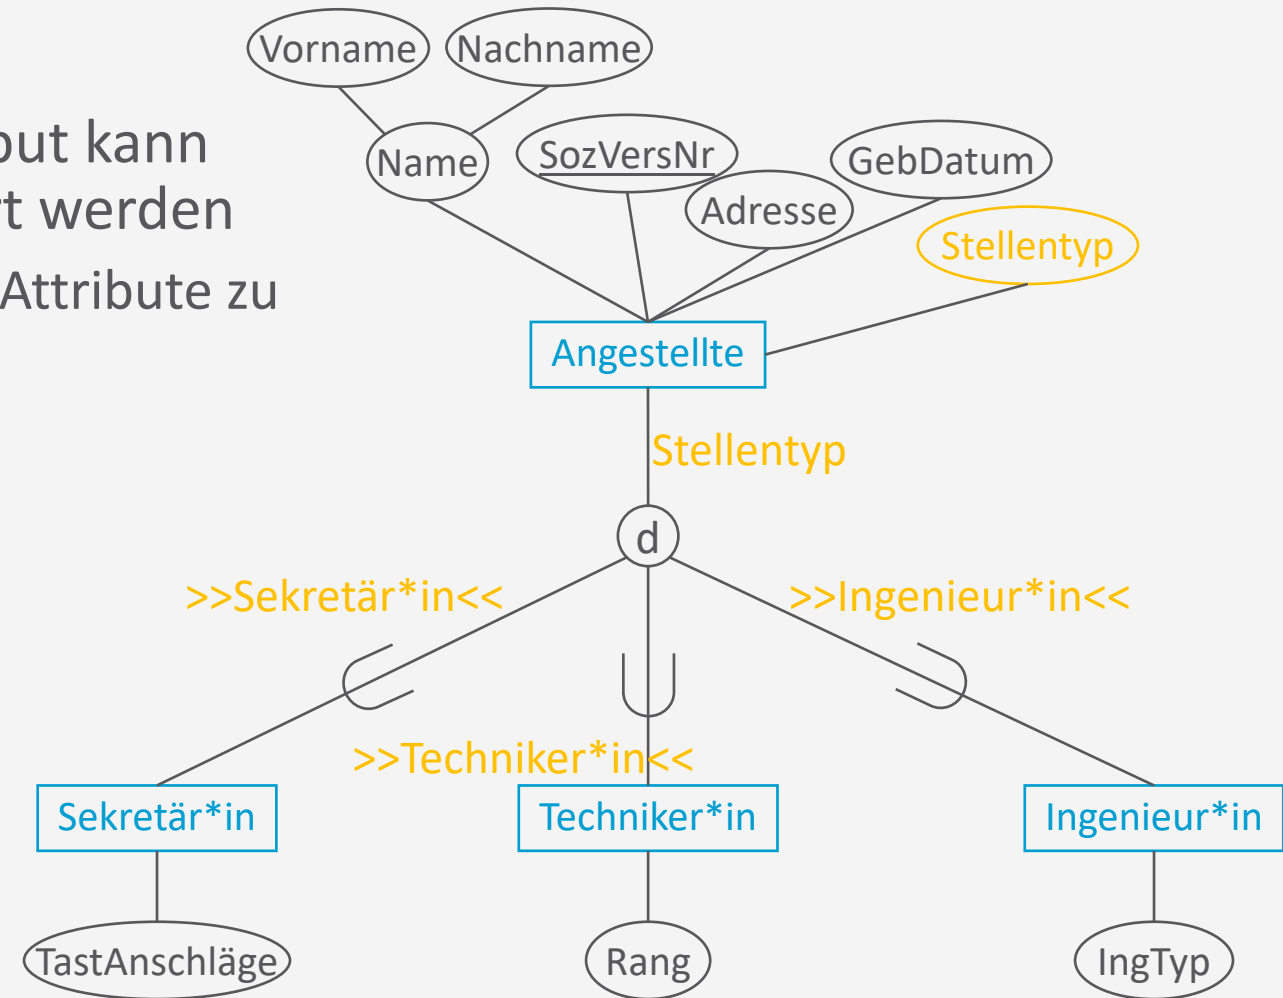 Vorname
Nachname
kann
Name
SozVersNr
GebDatum
werden
Adresse
Stellentyp
Attribute zu
Angestellte
Stellentyp
d
>>Sekretär*in<<
>>Ingenieur*in<<
>>Techniker*in<<
Sekretär*in
Techniker*in
Ingenieur*in
TastAnschläge
Rang
IngTyp